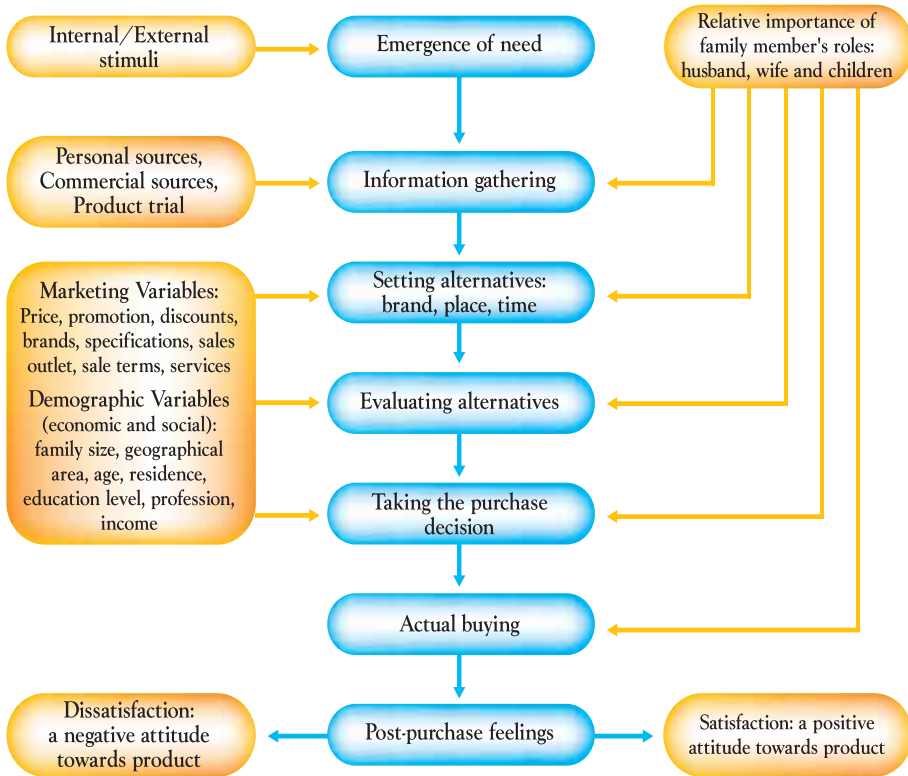 Internal/External
stimuli
Emergence of need
Relative importance of
family member's roles:
husband, wife and children
Personal sources,
Commercial sources,
Product trial
Information gathering
Marketing Variables:
Price, promotion, discounts,
brands, specifications, sales
outlet, sale terms, services
Demographic Variables
(economic and social):
family size, geographical
area, age, residence,
education level, profession,
income
Setting alternatives:
brand, place, time
Evaluating alternatives
Taking the purchase
decision
Actual buying
Dissatisfaction:
a negative attitude
towards product
Post-purchase feelings
Satisfaction: a positive
attitude towards product